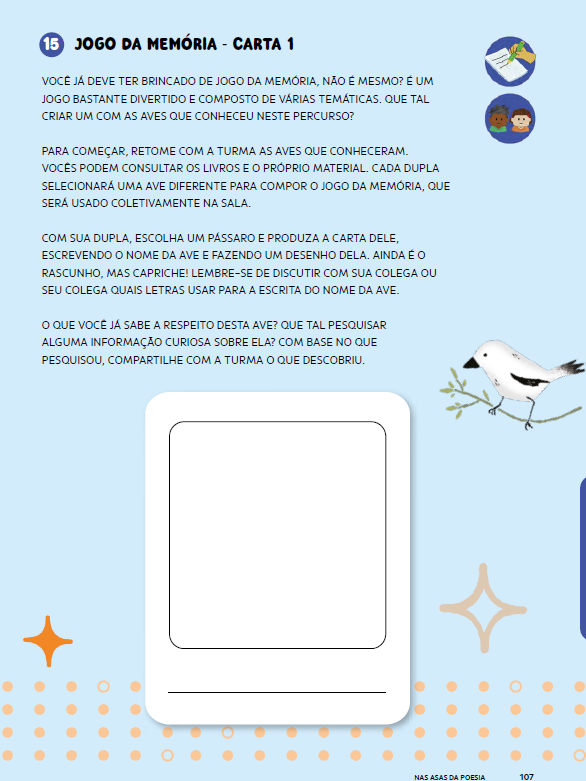 15 JOGO DA MEMÓRIA - CARTA 1
VOCÊ JÁ DEVE TER BRINCADO DE JOGO DA MEMÓRIA, NÃO É MESMO? É UM
JOGO BASTANTE DIVERTIDO E COMPOSTO DE VÁRIAS TEMÁTICAS. QUE TAL
CRIAR UM COM AS AVES QUE CONHECEU NESTE PERCURSO?
PARA COMEÇAR, RETOME COM A TURMA AS AVES QUE CONHECERAM.
VOCÊS PODEM CONSULTAR OS LIVROS E O PRÓPRIO MATERIAL. CADA DUPLA
SELECIONARÁ UMA AVE DIFERENTE PARA COMPOR O JOGO DA MEMÓRIA, QUE
SERÁ USADO COLETIVAMENTE NA SALA.
COM SUA DUPLA, ESCOLHA UM PÁSSARO E PRODUZA A CARTA DELE,
ESCREVENDO O NOME DA AVE E FAZENDO UM DESENHO DELA. AINDA É O
RASCUNHO, MAS CAPRICHE! LEMBRE-SE DE DISCUTIR COM SUA COLEGA OU
SEU COLEGA QUAIS LETRAS USAR PARA A ESCRITA DO NOME DA AVE.
O QUE VOCÊ JÁ SABE A RESPEITO DESTA AVE? QUE TAL PESQUISAR
ALGUMA INFORMAÇÃO CURIOSA SOBRE ELA? COM BASE NO QUE
PESQUISOU, COMPARTILHE COM A TURMA O QUE DESCOBRIU.
NAS ASAS DA POESIA 107